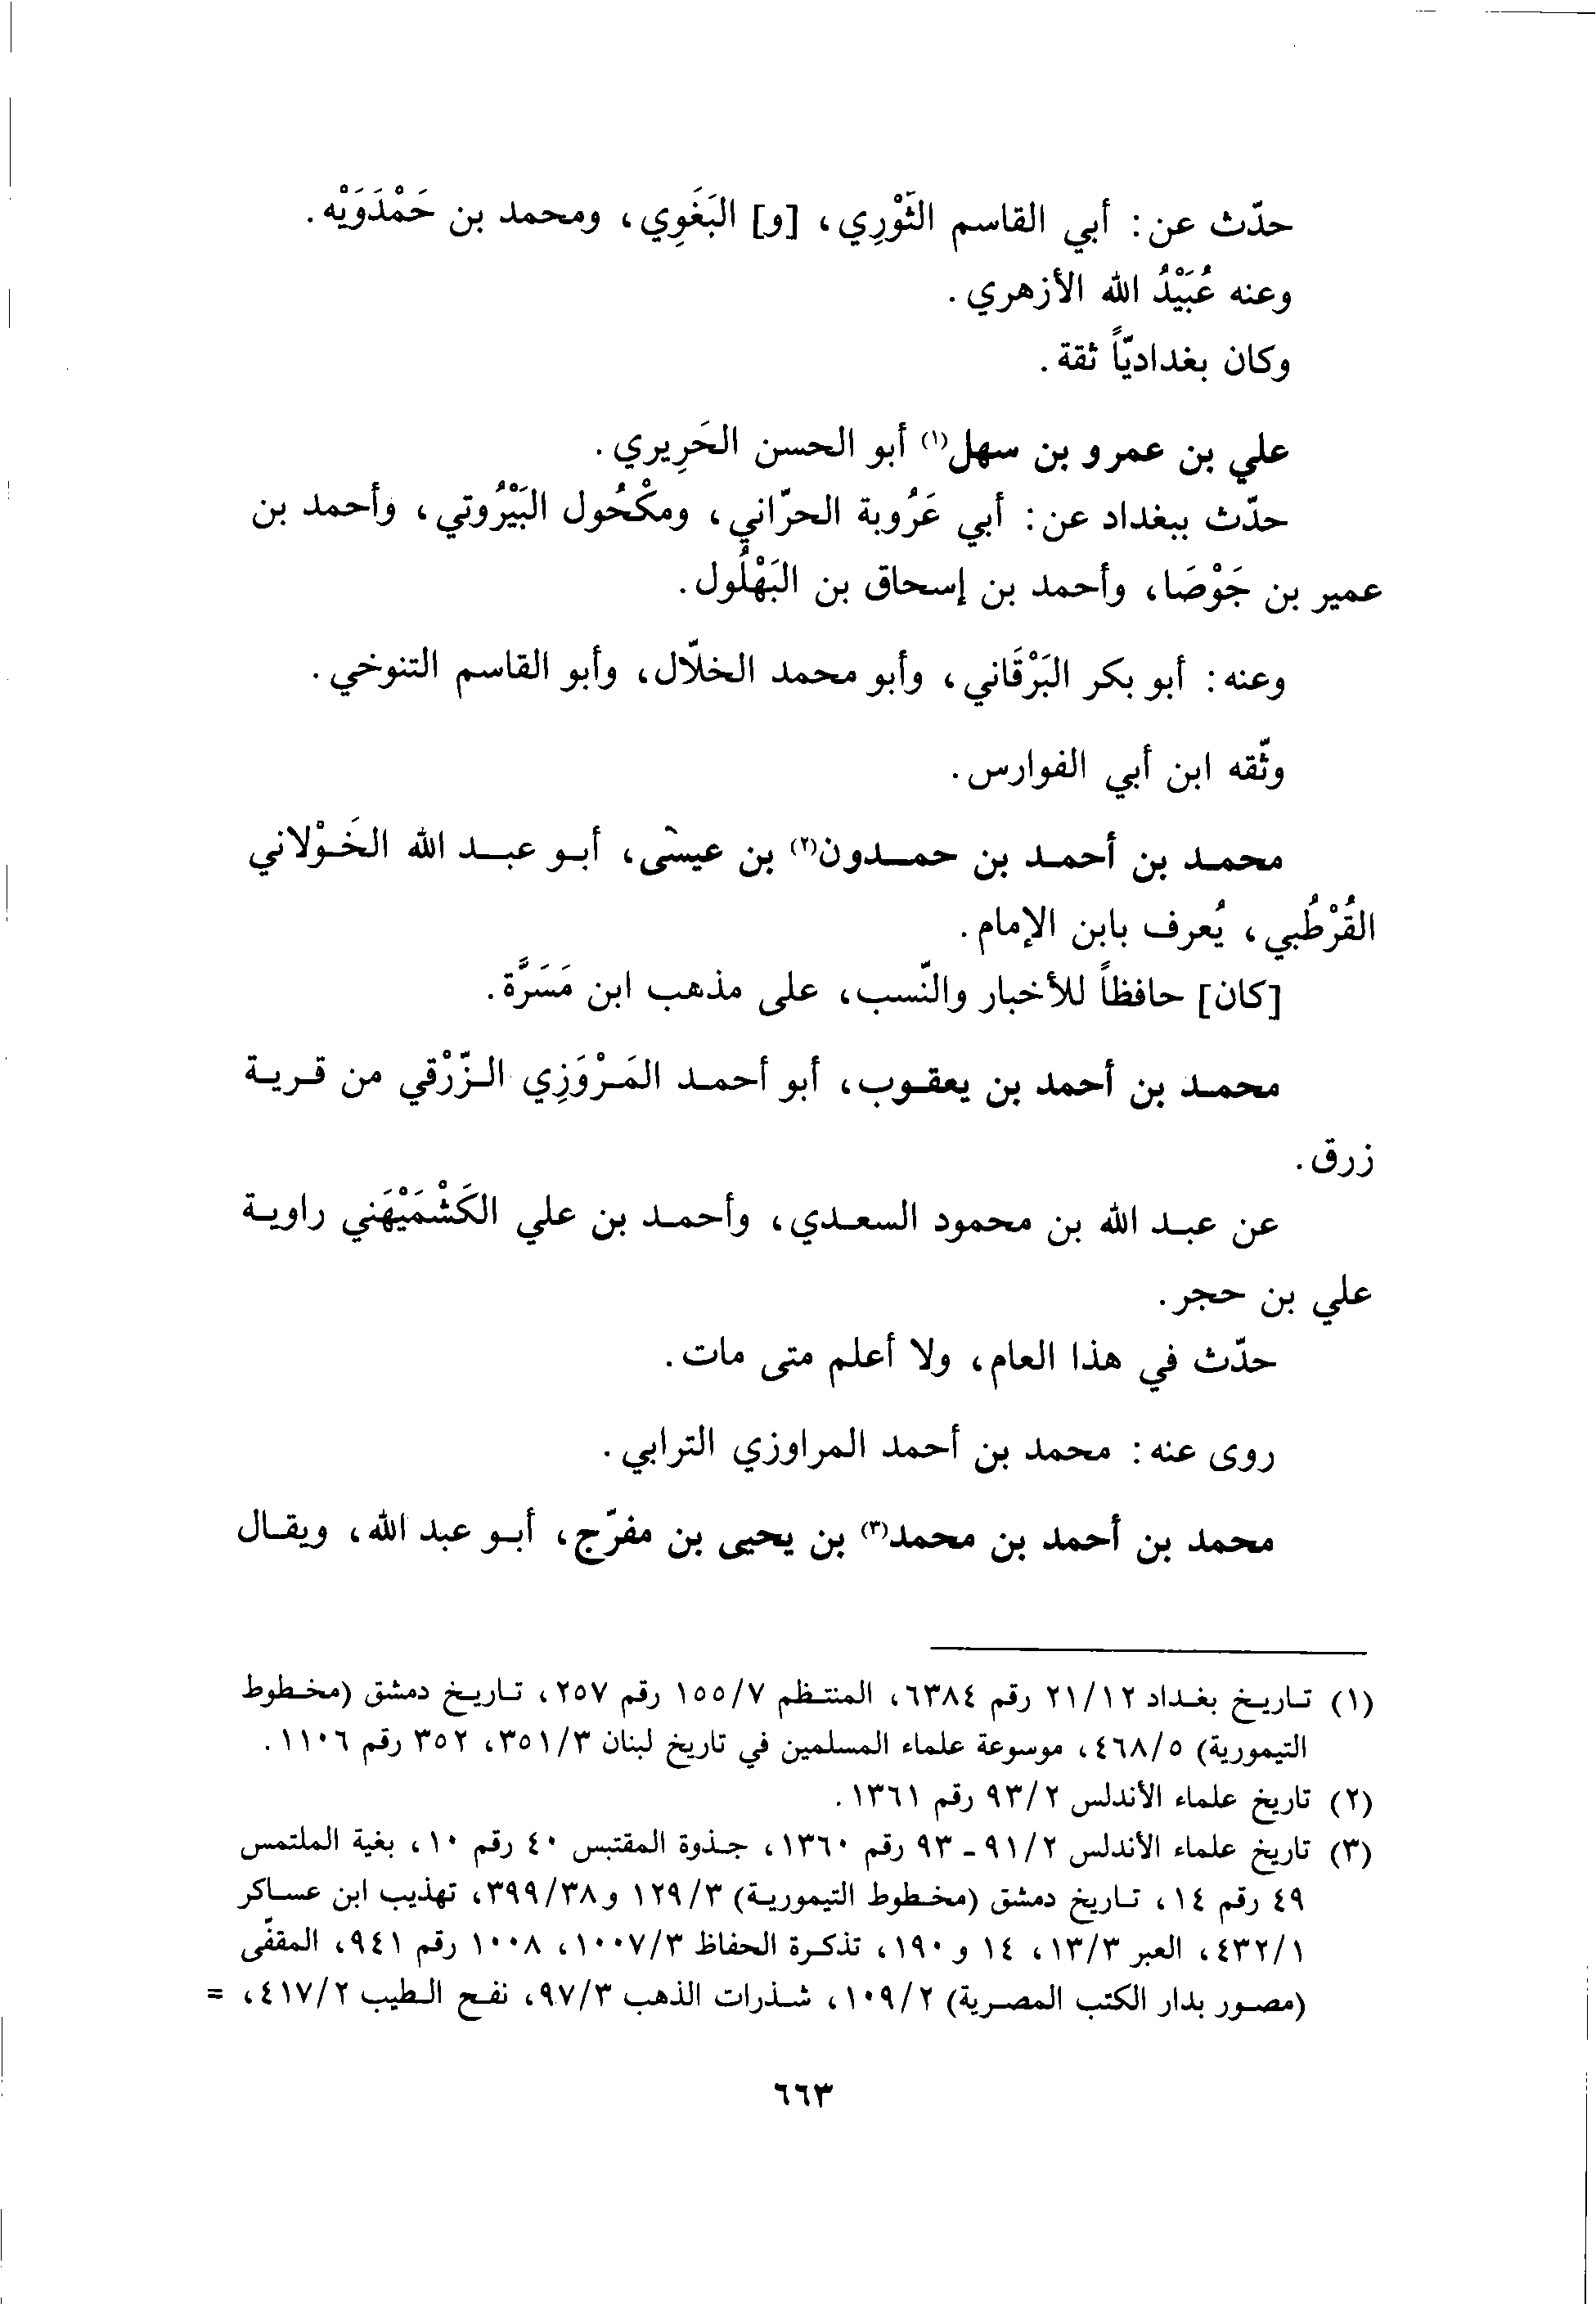 حدّث عن: أبي القاسم الثَوْرِي، [و] البَغَوِي، ومحمد بن حَمْدَوَيْه.
وعنه عُبَيْدُ الله الأزهري.
وكان بغداديّاً ثقة.
علي بن عمرو بن سهل(١) أبو الحسن الحَرِيري.
حدّث ببغداد عن: أبي عَرُوبة الحرّاني، ومكْحُول البَيْرُوتي، وأحمد بن
عمير بن جَوْصَا، وأحمد بن إسحاق بن البَهْلُول.
وعنه: أبو بكر البَرْقَاني، وأبو محمد الخلّال، وأبو القاسم التنوخي.
وثّقه ابن أبي الفوارس.
محمد بن أحمد بن حمدون(٢) بن عيسى، أبو عبد الله الخَوْلاني
القُرْطُبي، يُعرف بابن الإمام.
[كان] حافظاً للأخبار والنّسب، على مذهب ابن مَسَرَّة.
محمد بن أحمد بن يعقوب، أبو أحمد المَرْوَزِي الزّرْقي من قرية
زرق.
عن عبد الله بن محمود السعدي، وأحمد بن علي الكَشْمَيْهَني راوية
علي بن حجر.
حدّث في هذا العام، ولا أعلم متى مات.
روى عنه: محمد بن أحمد المراوزي الترابي.
محمد بن أحمد بن محمد(٣) بن يحيى بن مفرّج، أبو عبد الله، ويقال
(١) تاريخ بغداد ٢١/١٢ رقم ٦٣٨٤، المنتظم ١٥٥/٧ رقم ٢٥٧، تاريخ دمشق (مخطوط
التيمورية) ٤٦٨/٥، موسوعة علماء المسلمين في تاريخ لبنان ٣٥١/٣، ٣٥٢ رقم ١١٠٦.
(٢) تاريخ علماء الأندلس ٩٣/٢ رقم ١٣٦١.
(٣) تاريخ علماء الأندلس ٩١/٢ - ٩٣ رقم ١٣٦٠، جذوة المقتبس ٤٠ رقم ١٠، بغية الملتمس
٤٩ رقم ١٤، تاريخ دمشق (مخطوط التيمورية) ١٢٩/٣ و٣٩٩/٣٨، تهذيب ابن عساكر
٤٣٢/١، العبر ١٣/٣، ١٤ و ١٩٠، تذكرة الحفاظ ١٠٠٧/٣، ١٠٠٨ رقم ٩٤١، المقفّى
(مصور بدار الكتب المصرية) ١٠٩/٢، شذرات الذهب ٩٧/٣، نفح الطيب ٤١٧/٢، =
٦٦٣